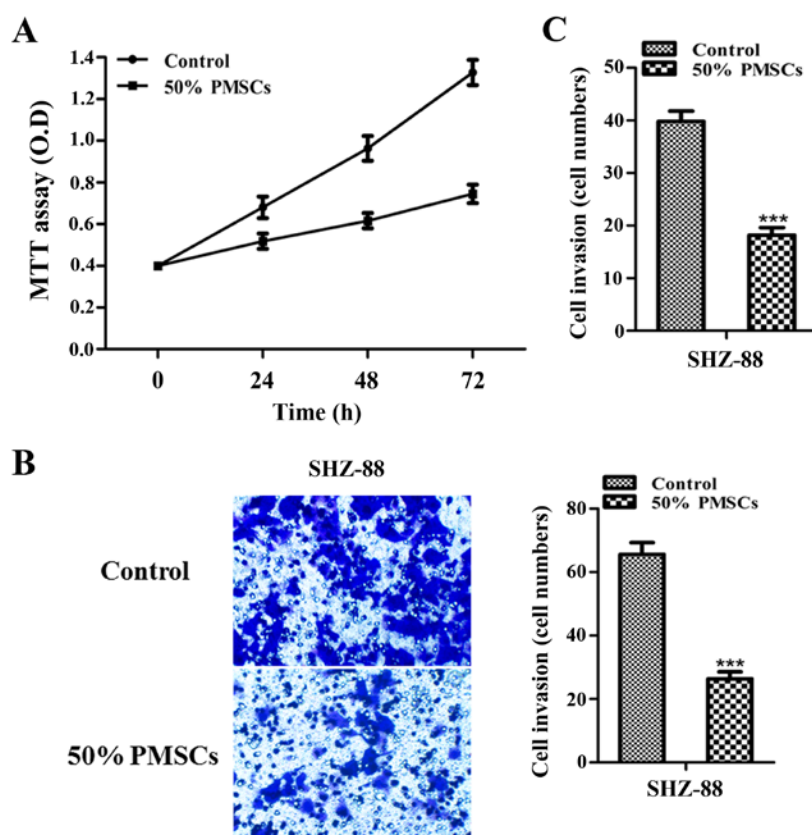 A
Control
50% PMSCs
MTT assay (O.D)
1.4
1.2
1.0
0.8
0.6
0.4
0.2
0.0
0 24 48 72
Time (h)
C
Control
50% PMSCs
Cell invasion (cell numbers)
50
40
30
20
10
0
***
SHZ-88
B
SHZ-88
Control
50% PMSCs
Control
50% PMSCs
Cell invasion (cell numbers)
80
60
40
20
0
***
SHZ-88